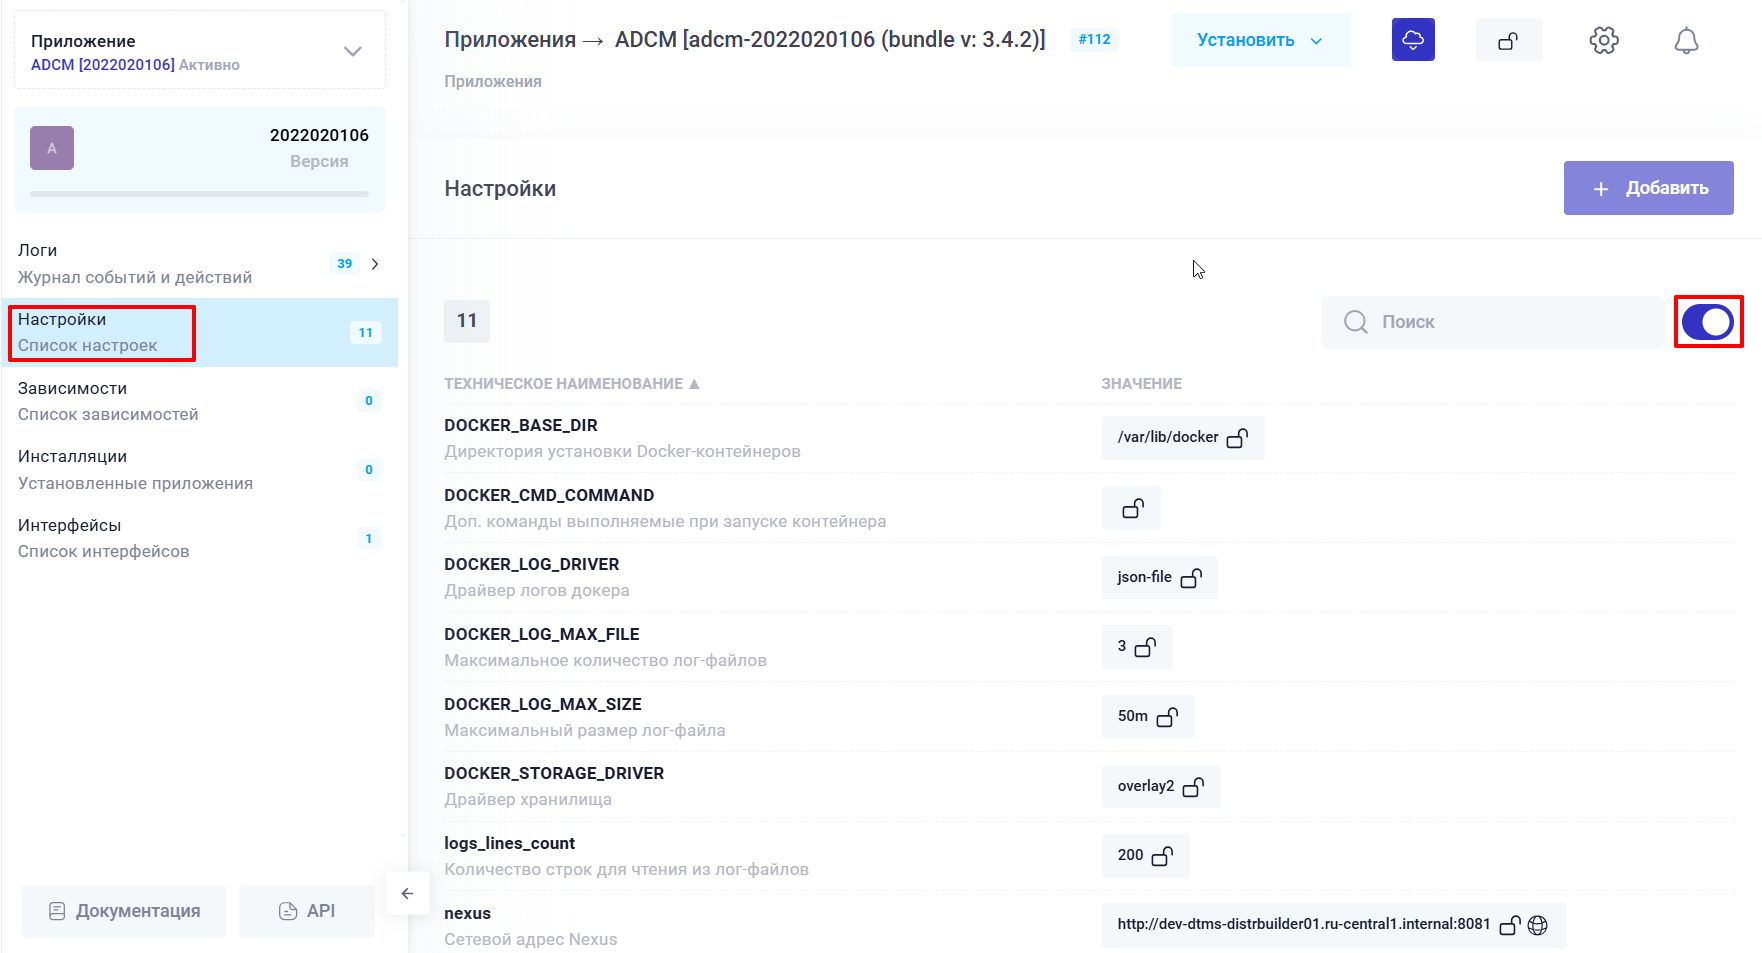 Приложение
ADCM [2022020106] Активно
A
2022020106
Версия
Логи
Журнал событий и действий
39
Настройки
Список настроек
11
Зависимости
Список зависимостей
0
Инсталляции
Установленные приложения
0
Интерфейсы
Список интерфейсов
1
Документация
API
Приложения → ADCM [adcm-2022020106 (bundle v: 3.4.2)]
#112
Установить
Приложения
Настройки
+ Добавить
11
Поиск
ТЕХНИЧЕСКОЕ НАИМЕНОВАНИЕ ▲
ЗНАЧЕНИЕ
DOCKER_BASE_DIR
Директория установки Docker-контейнеров
/var/lib/docker
DOCKER_CMD_COMMAND
Доп. команды выполняемые при запуске контейнера
DOCKER_LOG_DRIVER
Драйвер логов докера
json-file
DOCKER_LOG_MAX_FILE
Максимальное количество лог-файлов
3
DOCKER_LOG_MAX_SIZE
Максимальный размер лог-файла
50m
DOCKER_STORAGE_DRIVER
Драйвер хранилища
overlay2
logs_lines_count
Количество строк для чтения из лог-файлов
200
nexus
Сетевой адрес Nexus
http://dev-dtms-distrbuilder01.ru-central1.internal:8081